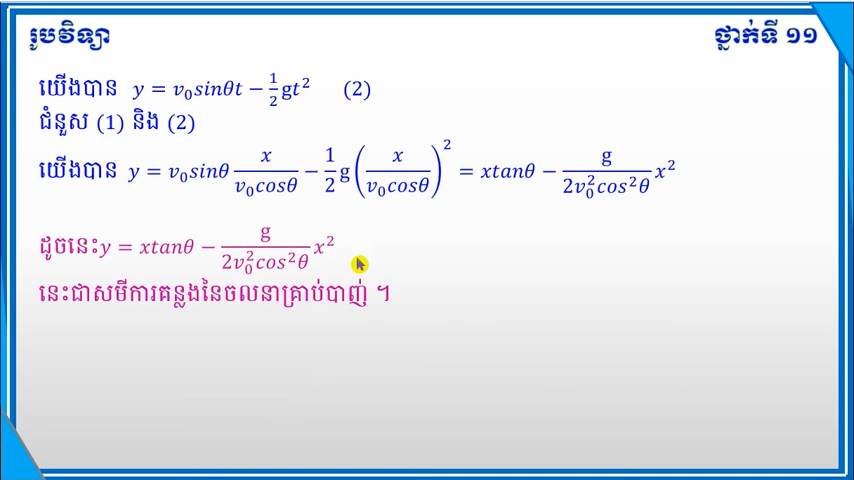 រូបវិទ្យា
ថ្នាក់ទី ១១
យើងបាន y = v₀sinθt − 1/2 gt² (2)
ជំនួស (1) និង (2)
យើងបាន y = v₀sinθ x/(v₀cosθ) − 1/2 g(x/(v₀cosθ))² = xtanθ − g/(2v₀²cos²θ) x²
ដូចនេះy = xtanθ − g/(2v₀²cos²θ) x²
នេះជាសមីការគន្លងនៃចលនាគ្រាប់បាញ់ ។